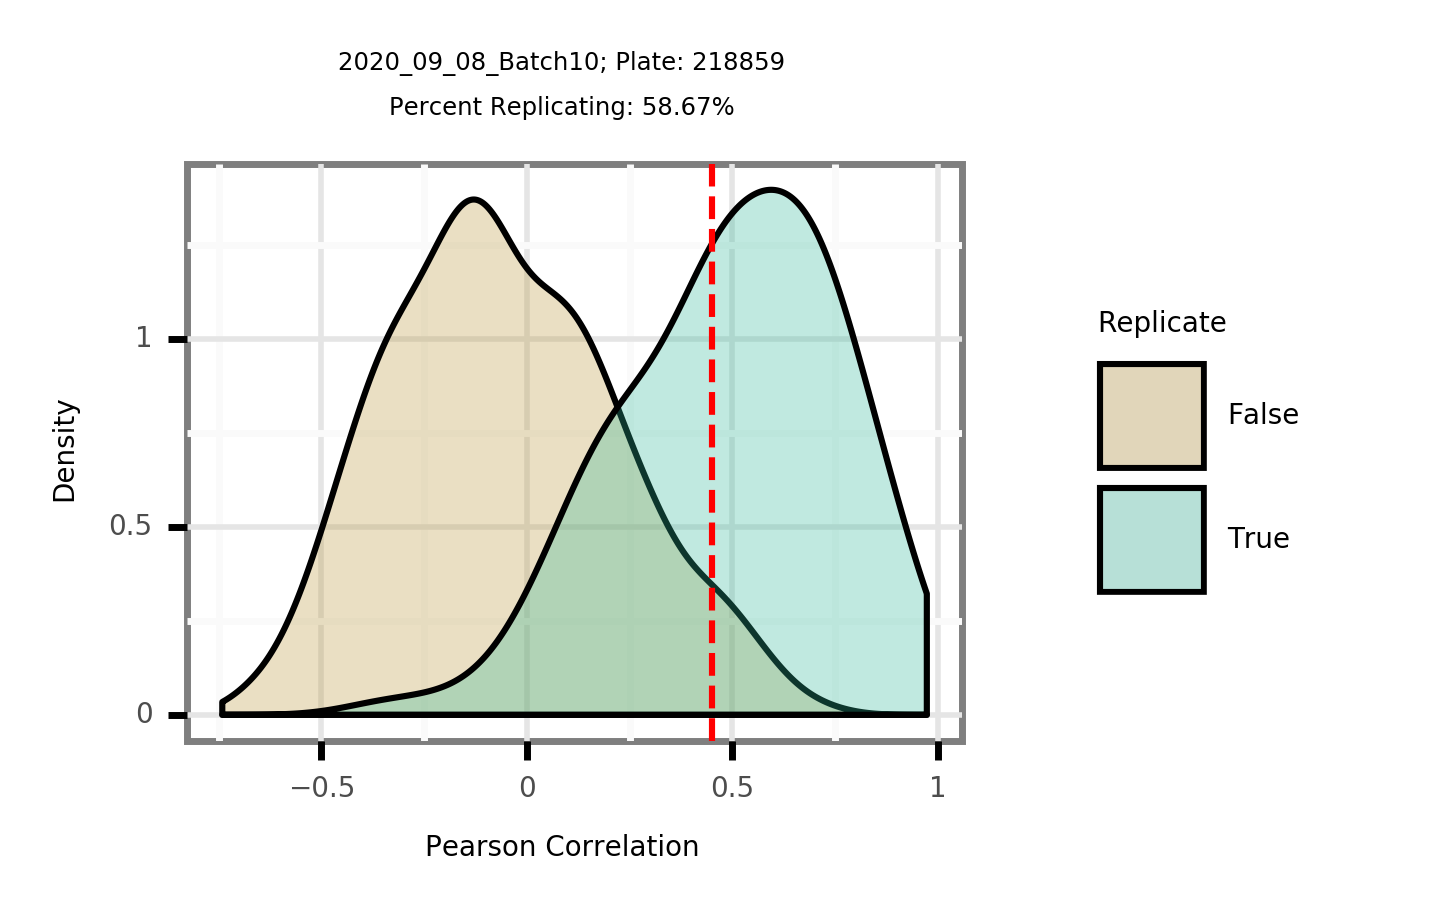 2020_09_08_Batch10; Plate: 218859
Percent Replicating: 58.67%
Density
1
0.5
0
−0.5
0
0.5
1
Pearson Correlation
Replicate
False
True